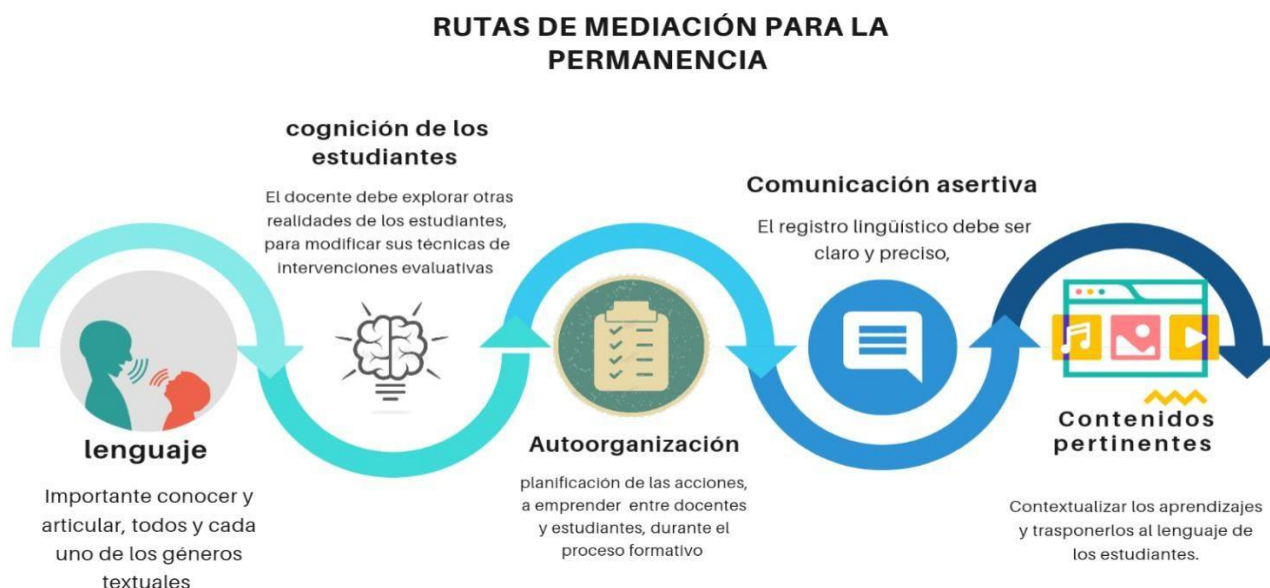 RUTAS DE MEDIACIÓN PARA LA
PERMANENCIA
lenguaje
Importante conocer y
articular, todos y cada
uno de los géneros
textuales
cognición de los
estudiantes
El docente debe explorar otras
realidades de los estudiantes,
para modificar sus técnicas de
intervenciones evaluativas
Autoorganización
planificación de las acciones,
a emprender entre docentes
y estudiantes, durante el
proceso formativo
Comunicación asertiva
El registro lingüístico debe ser
claro y preciso,
Contenidos
pertinentes
Contextualizar los aprendizajes
y trasponerlos al lenguaje de
los estudiantes.